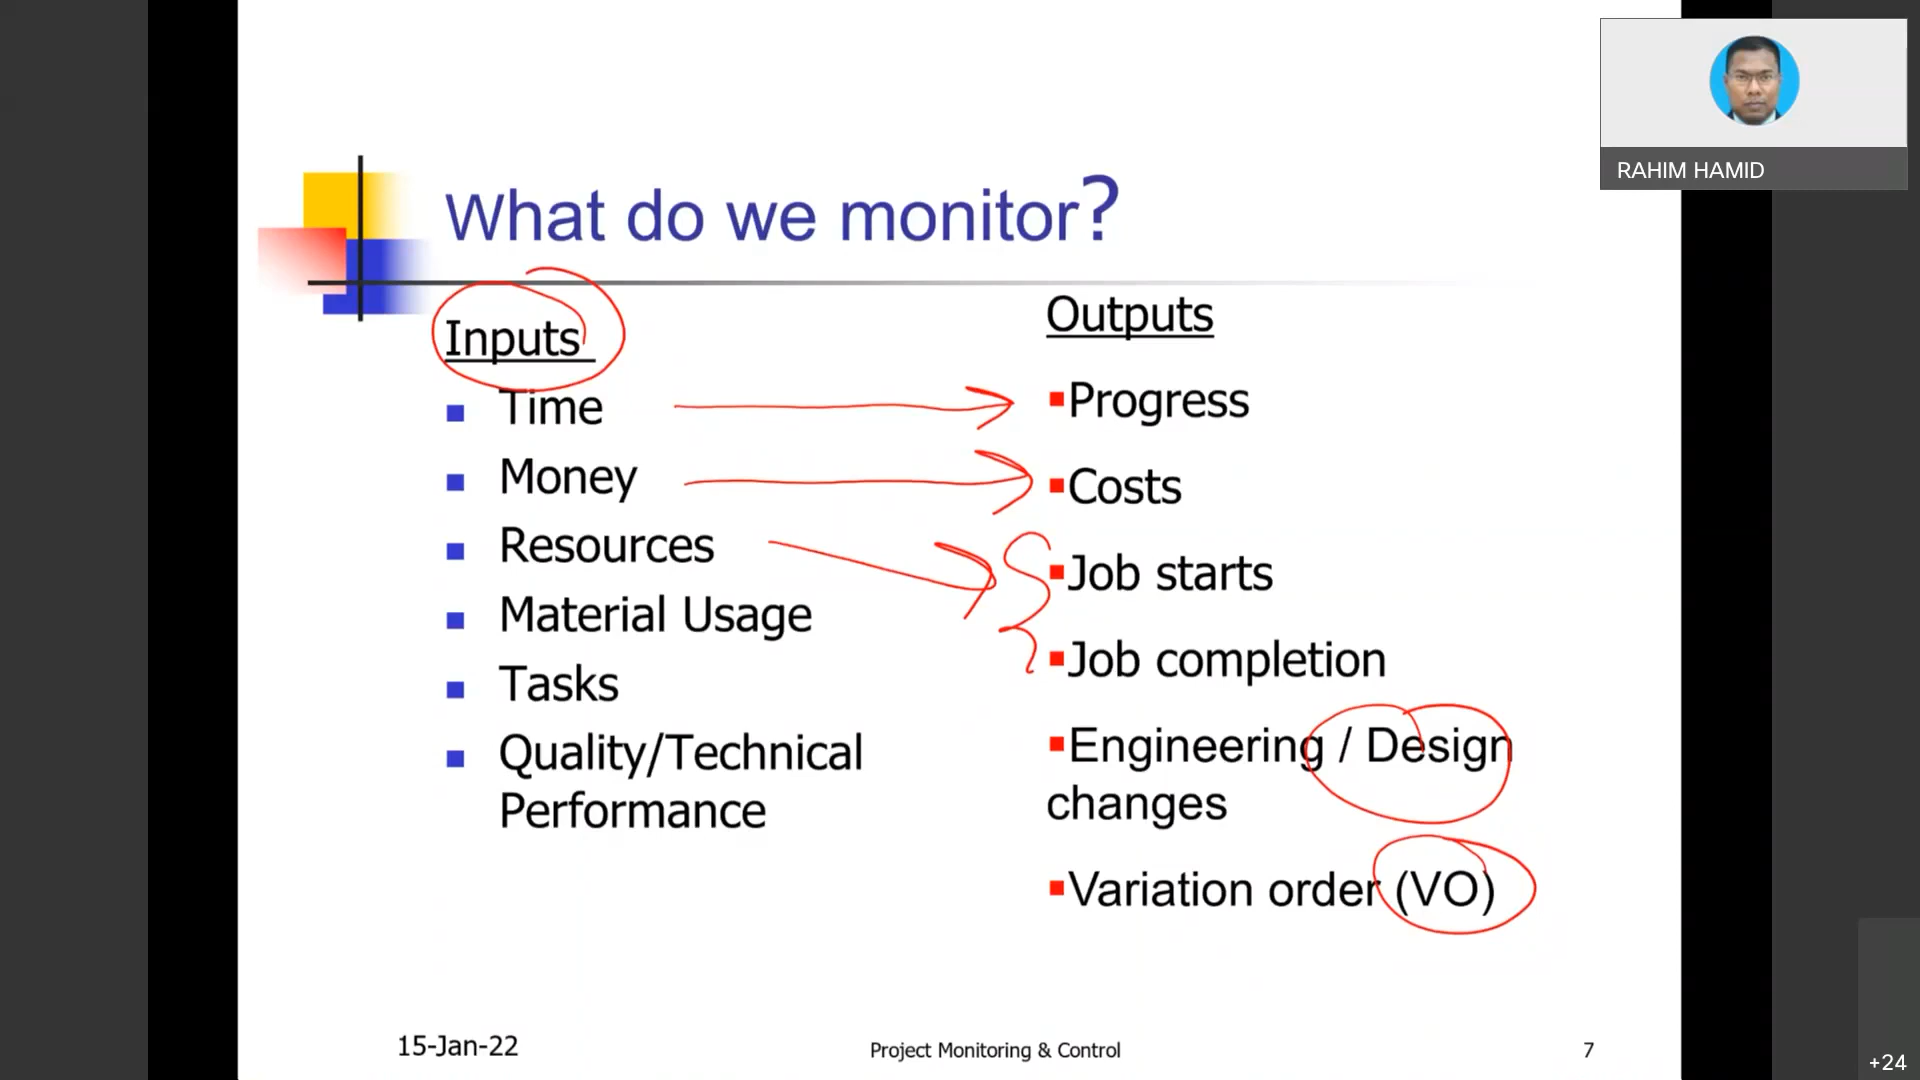 RAHIM HAMID
What do we monitor?
Inputs
Time
Money
Resources
Material Usage
Tasks
Quality/Technical
Performance
Outputs
Progress
Costs
Job starts
Job completion
Engineering / Design
changes
Variation order (VO)
15-Jan-22
Project Monitoring & Control
7
+24